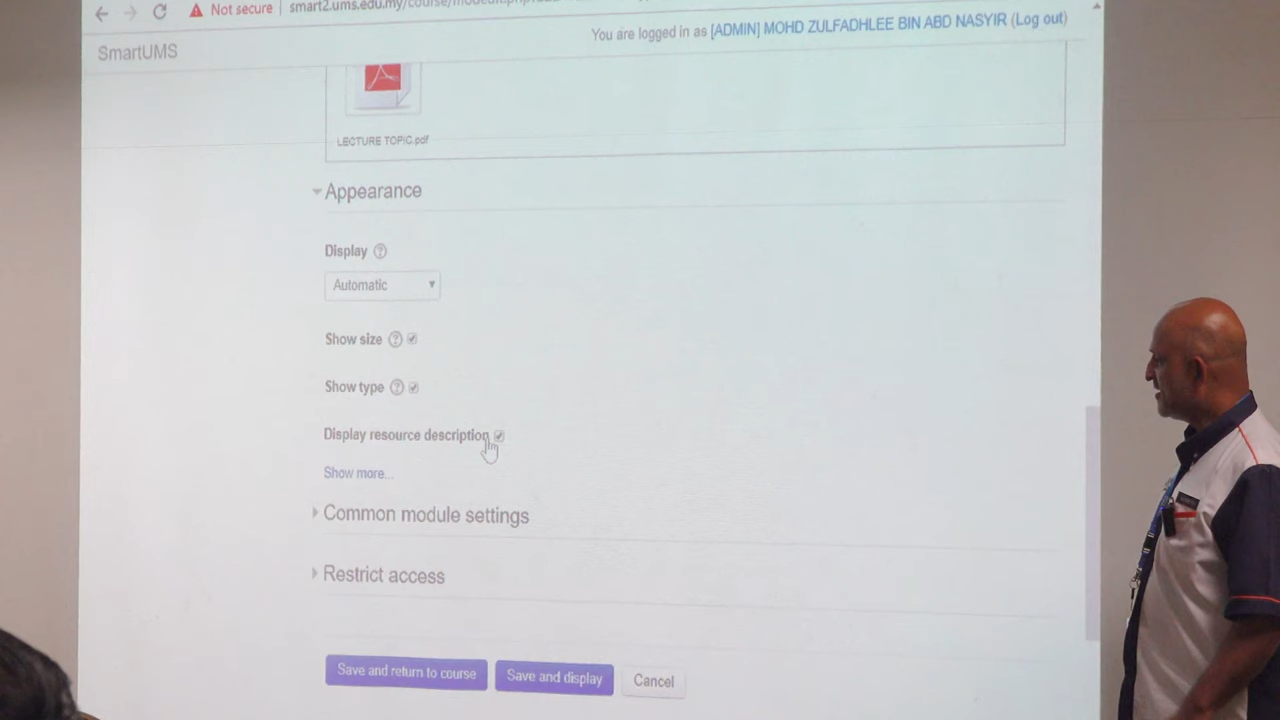 Not secure
smart2.ums.edu.my/course/
SmartUMS
You are logged in as [ADMIN] MOHD ZULFADHLEE BIN ABD NASYIR (Log out)
LECTURE TOPIC.pdf
Appearance
Display
Automatic
Show size
Show type
Display resource description
Show more...
Common module settings
Restrict access
Save and return to course
Save and display
Cancel